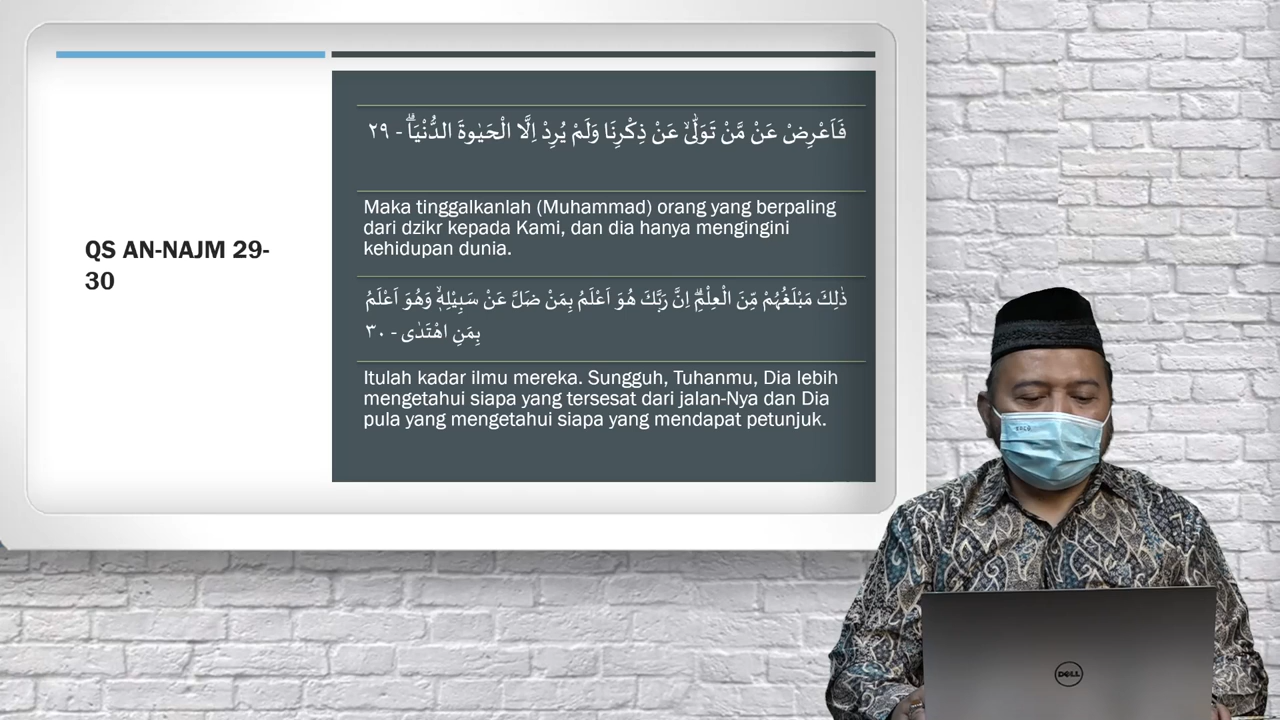 QS AN-NAJM 29-
30
فَاَعْرِضْ عَنْ مَّنْ تَوَلّٰىۙ عَنْ ذِكْرِنَا وَلَمْ يُرِدْ اِلَّا الْحَيٰوةَ الدُّنْيَاۗ - ٢٩
Maka tinggalkanlah (Muhammad) orang yang berpaling
dari dzikr kepada Kami, dan dia hanya mengingini
kehidupan dunia.
ذٰلِكَ مَبْلَغُهُمْ مِّنَ الْعِلْمِۗ اِنَّ رَبَّكَ هُوَ اَعْلَمُ بِمَنْ ضَلَّ عَنْ سَبِيْلِهٖۙ وَهُوَ اَعْلَمُ
بِمَنِ اهْتَدٰى - ٣٠
Itulah kadar ilmu mereka. Sungguh, Tuhanmu, Dia lebih
mengetahui siapa yang tersesat dari jalan-Nya dan Dia
pula yang mengetahui siapa yang mendapat petunjuk.
DELL